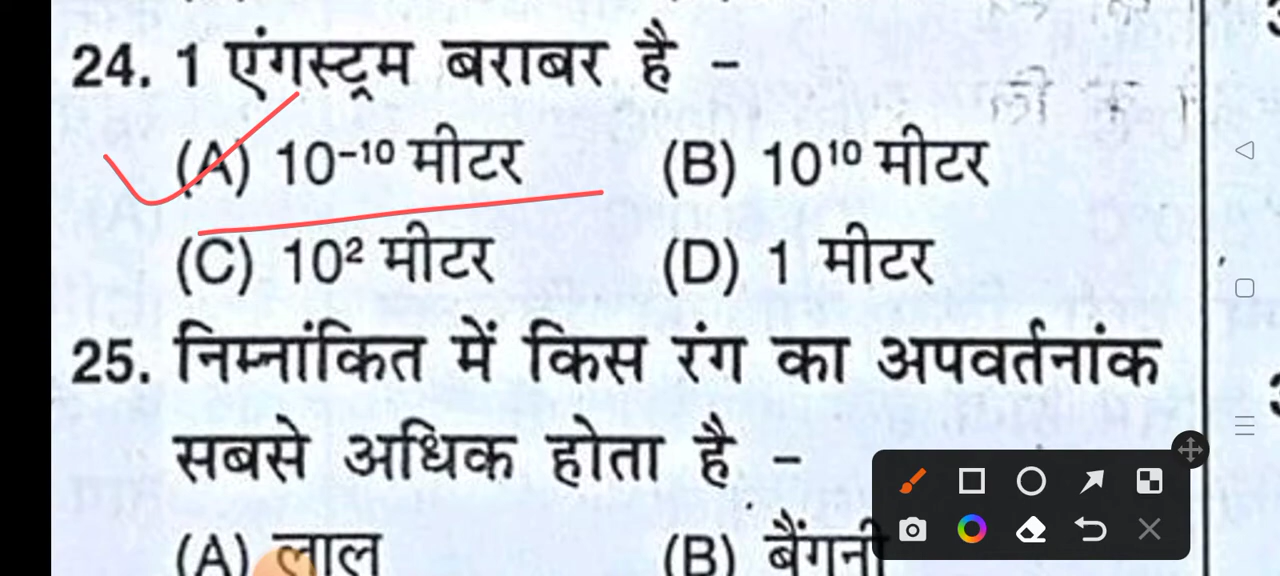 24. 1 एंगस्ट्रम बराबर है -
(A) 10⁻¹⁰ मीटर (B) 10¹⁰ मीटर
(C) 10² मीटर (D) 1 मीटर
25. निम्नांकित में किस रंग का अपवर्तनांक
सबसे अधिक होता है -
(A) लाल (B) बैंगनी